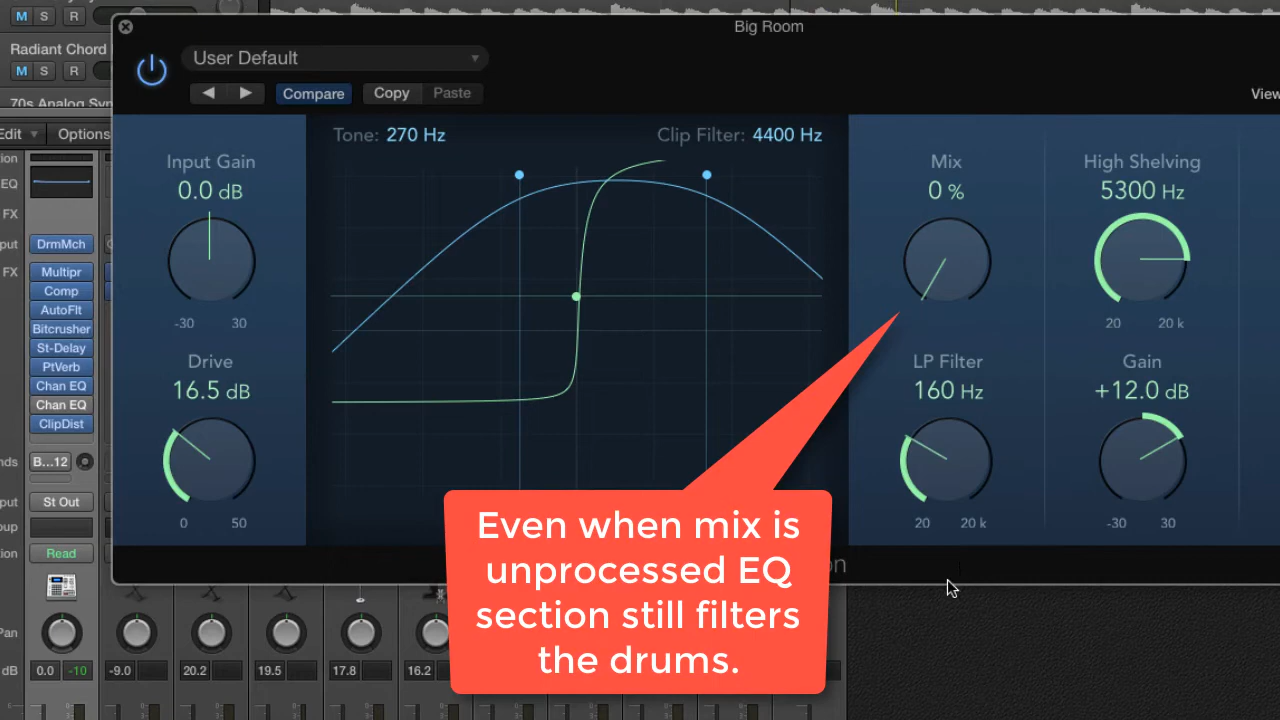 M S R
Big Room
Radiant Chord
User Default
M S R
Compare Copy Paste
View
70s Analog Syn
Edit Options
Tone: 270 Hz Clip Filter: 4400 Hz
Input Gain
0.0 dB
-30 30
Drive
16.5 dB
0 50
Mix
0 %
High Shelving
5300 Hz
20 20 k
LP Filter
160 Hz
20 20 k
Gain
+12.0 dB
-30 30
EQ
FX
DrmMch
FX
Multipr
Comp
AutoFlt
Bitcrusher
St-Delay
PtVerb
Chan EQ
Chan EQ
ClipDist
B...12
St Out
Read
Pan
dB 0.0 -10 -9.0 20.2 19.5 17.8 16.2
Even when mix is
unprocessed EQ
section still filters
the drums.